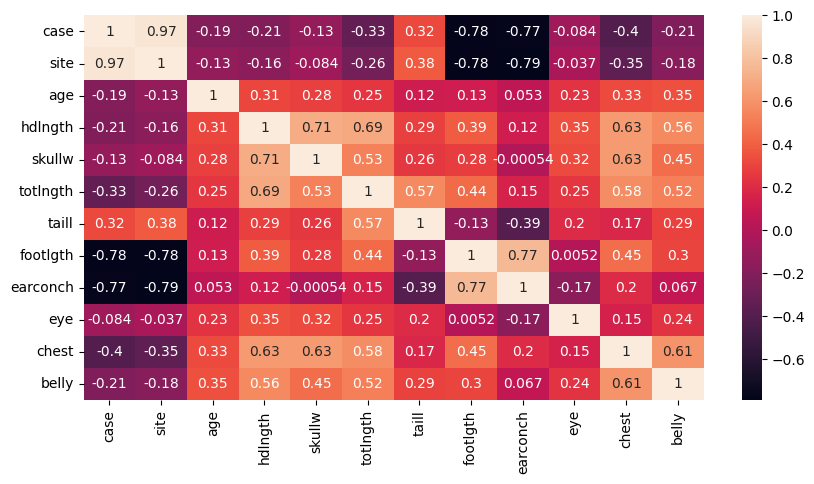 case 1 0.97 -0.19 -0.21 -0.13 -0.33 0.32 -0.78 -0.77 -0.084 -0.4 -0.21
site 0.97 1 -0.13 -0.16 -0.084 -0.26 0.38 -0.78 -0.79 -0.037 -0.35 -0.18
age -0.19 -0.13 1 0.31 0.28 0.25 0.12 0.13 0.053 0.23 0.33 0.35
hdlngth -0.21 -0.16 0.31 1 0.71 0.69 0.29 0.39 0.12 0.35 0.63 0.56
skullw -0.13 -0.084 0.28 0.71 1 0.53 0.26 0.28 -0.00054 0.32 0.63 0.45
totlngth -0.33 -0.26 0.25 0.69 0.53 1 0.57 0.44 0.15 0.25 0.58 0.52
taill 0.32 0.38 0.12 0.29 0.26 0.57 1 -0.13 -0.39 0.2 0.17 0.29
footlgth -0.78 -0.78 0.13 0.39 0.28 0.44 -0.13 1 0.77 0.0052 0.45 0.3
earconch -0.77 -0.79 0.053 0.12 -0.00054 0.15 -0.39 0.77 1 -0.17 0.2 0.067
eye -0.084 -0.037 0.23 0.35 0.32 0.25 0.2 0.0052 -0.17 1 0.15 0.24
chest -0.4 -0.35 0.33 0.63 0.63 0.58 0.17 0.45 0.2 0.15 1 0.61
belly -0.21 -0.18 0.35 0.56 0.45 0.52 0.29 0.3 0.067 0.24 0.61 1
case site age hdlngth skullw totlngth taill footlgth earconch eye chest belly
1.0
0.8
0.6
0.4
0.2
0.0
−0.2
−0.4
−0.6